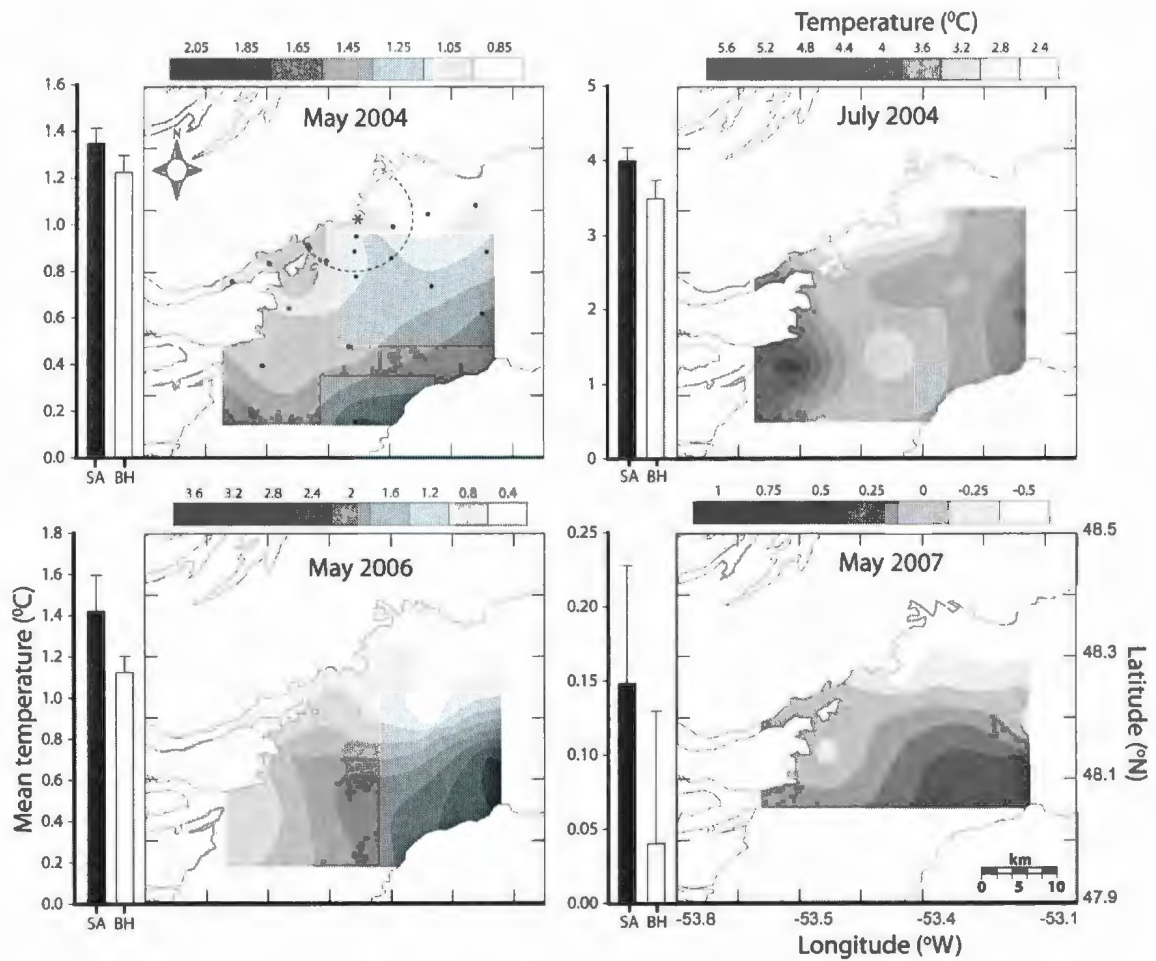 Temperature (⁰C)
2.05 1.85 1.65 1.45 1.25 1.05 0.85
5.6 5.2 4.8 4.4 4 3.6 3.2 2.8 2.4
May 2004
N
*
1.6
1.4
1.2
1.0
0.8
0.6
0.4
0.2
0.0
SA BH
July 2004
5
4
3
2
1
0
SA BH
3.6 3.2 2.8 2.4 2 1.6 1.2 0.8 0.4
1 0.75 0.5 0.25 0 -0.25 -0.5
May 2006
1.8
1.6
1.4
1.2
1.0
0.8
0.6
0.4
0.2
0.0
SA BH
Mean temperature (⁰C)
May 2007
0.25
0.20
0.15
0.10
0.05
0.00
SA BH
km
0 5 10
48.5
48.3
48.1
47.9
Latitude (⁰N)
-53.8 -53.5 -53.4 -53.1
Longitude (⁰W)